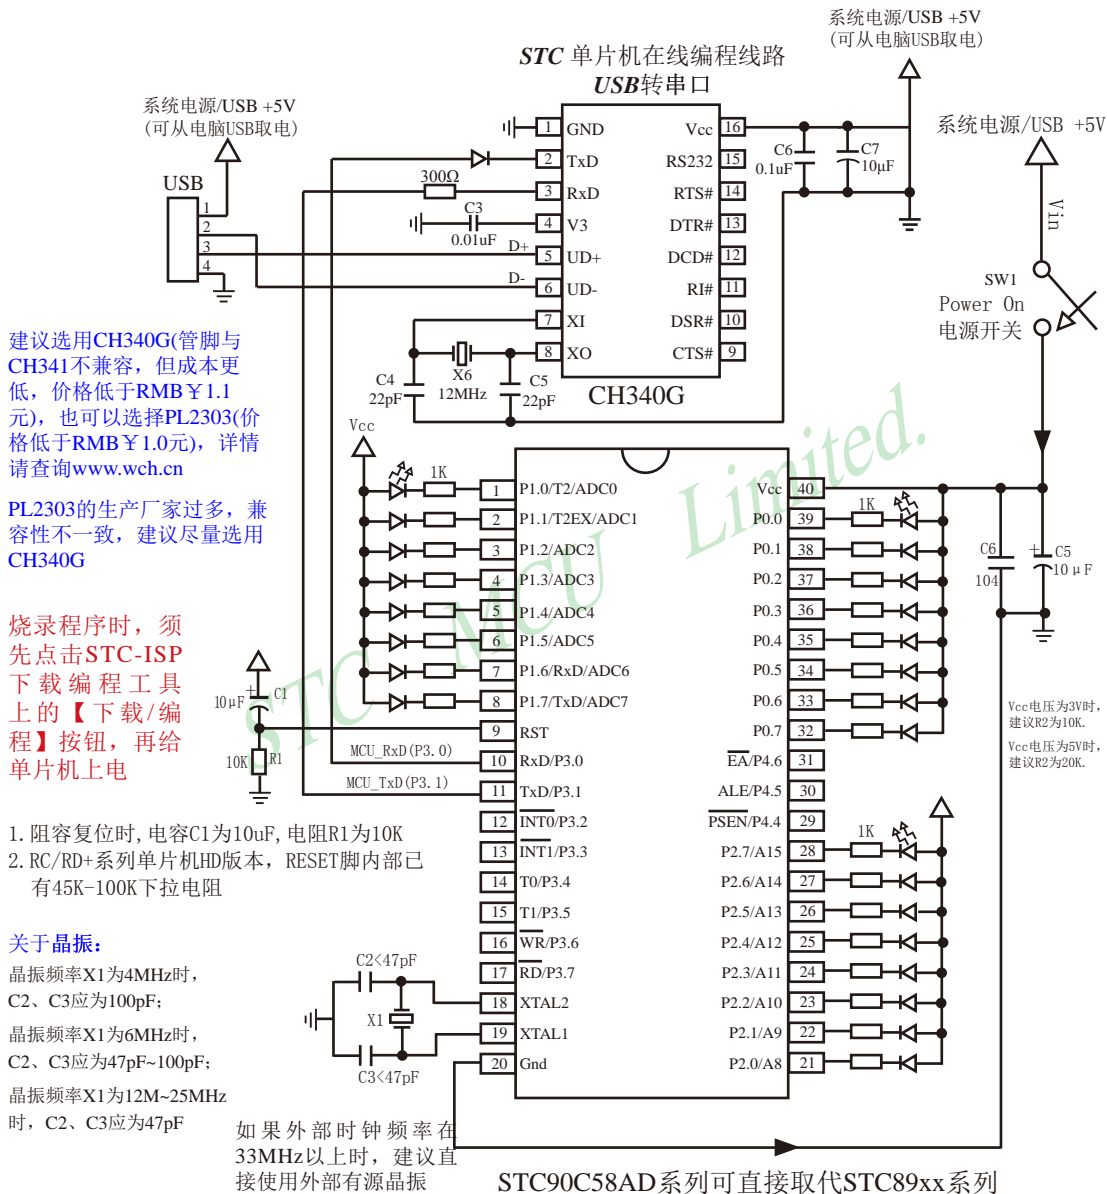 系统电源/USB +5V
(可从电脑USB取电)
STC 单片机在线编程线路
USB转串口
系统电源/USB +5V
(可从电脑USB取电)
系统电源/USB +5V
USB
1
2
3
4
1 GND
2 TxD
3 RxD
4 V3
5 UD+
6 UD-
7 XI
8 XO
Vcc 16
RS232 15
RTS# 14
DTR# 13
DCD# 12
RI# 11
DSR# 10
CTS# 9
CH340G
300Ω
C3
0.01uF
D+
D-
C6
0.1uF
C7
10μF
X6
12MHz
C4
22pF
C5
22pF
Vin
SW1
Power On
电源开关
建议选用CH340G(管脚与
CH341不兼容，但成本更
低，价格低于RMB￥1.1
元)，也可以选择PL2303(价
格低于RMB￥1.0元)，详情
请查询www.wch.cn
PL2303的生产厂家过多，兼
容性不一致，建议尽量选用
CH340G
烧录程序时，须
先点击STC-ISP
下载编程工具
上的【下载/编
程】按钮，再给
单片机上电
Vcc
1K
1 P1.0/T2/ADC0
2 P1.1/T2EX/ADC1
3 P1.2/ADC2
4 P1.3/ADC3
5 P1.4/ADC4
6 P1.5/ADC5
7 P1.6/RxD/ADC6
8 P1.7/TxD/ADC7
9 RST
10 RxD/P3.0
11 TxD/P3.1
12 INT0/P3.2
13 INT1/P3.3
14 T0/P3.4
15 T1/P3.5
16 WR/P3.6
17 RD/P3.7
18 XTAL2
19 XTAL1
20 Gnd
Vcc 40
P0.0 39
P0.1 38
P0.2 37
P0.3 36
P0.4 35
P0.5 34
P0.6 33
P0.7 32
EA/P4.6 31
ALE/P4.5 30
PSEN/P4.4 29
P2.7/A15 28
P2.6/A14 27
P2.5/A13 26
P2.4/A12 25
P2.3/A11 24
P2.2/A10 23
P2.1/A9 22
P2.0/A8 21
1K
1K
C6
104
+
C5
10μF
Vcc电压为3V时，
建议R2为10K.
Vcc电压为5V时，
建议R2为20K.
+
10μF
C1
10K
R1
MCU_RxD(P3.0)
MCU_TxD(P3.1)
STC MCU Limited.
1.阻容复位时,电容C1为10uF,电阻R1为10K
2.RC/RD+系列单片机HD版本，RESET脚内部已
有45K-100K下拉电阻
关于晶振：
晶振频率X1为4MHz时，
C2、C3应为100pF；
晶振频率X1为6MHz时，
C2、C3应为47pF~100pF；
晶振频率X1为12M~25MHz
时，C2、C3应为47pF
C2<47pF
X1
C3<47pF
如果外部时钟频率在
33MHz以上时，建议直
接使用外部有源晶振
STC90C58AD系列可直接取代STC89xx系列